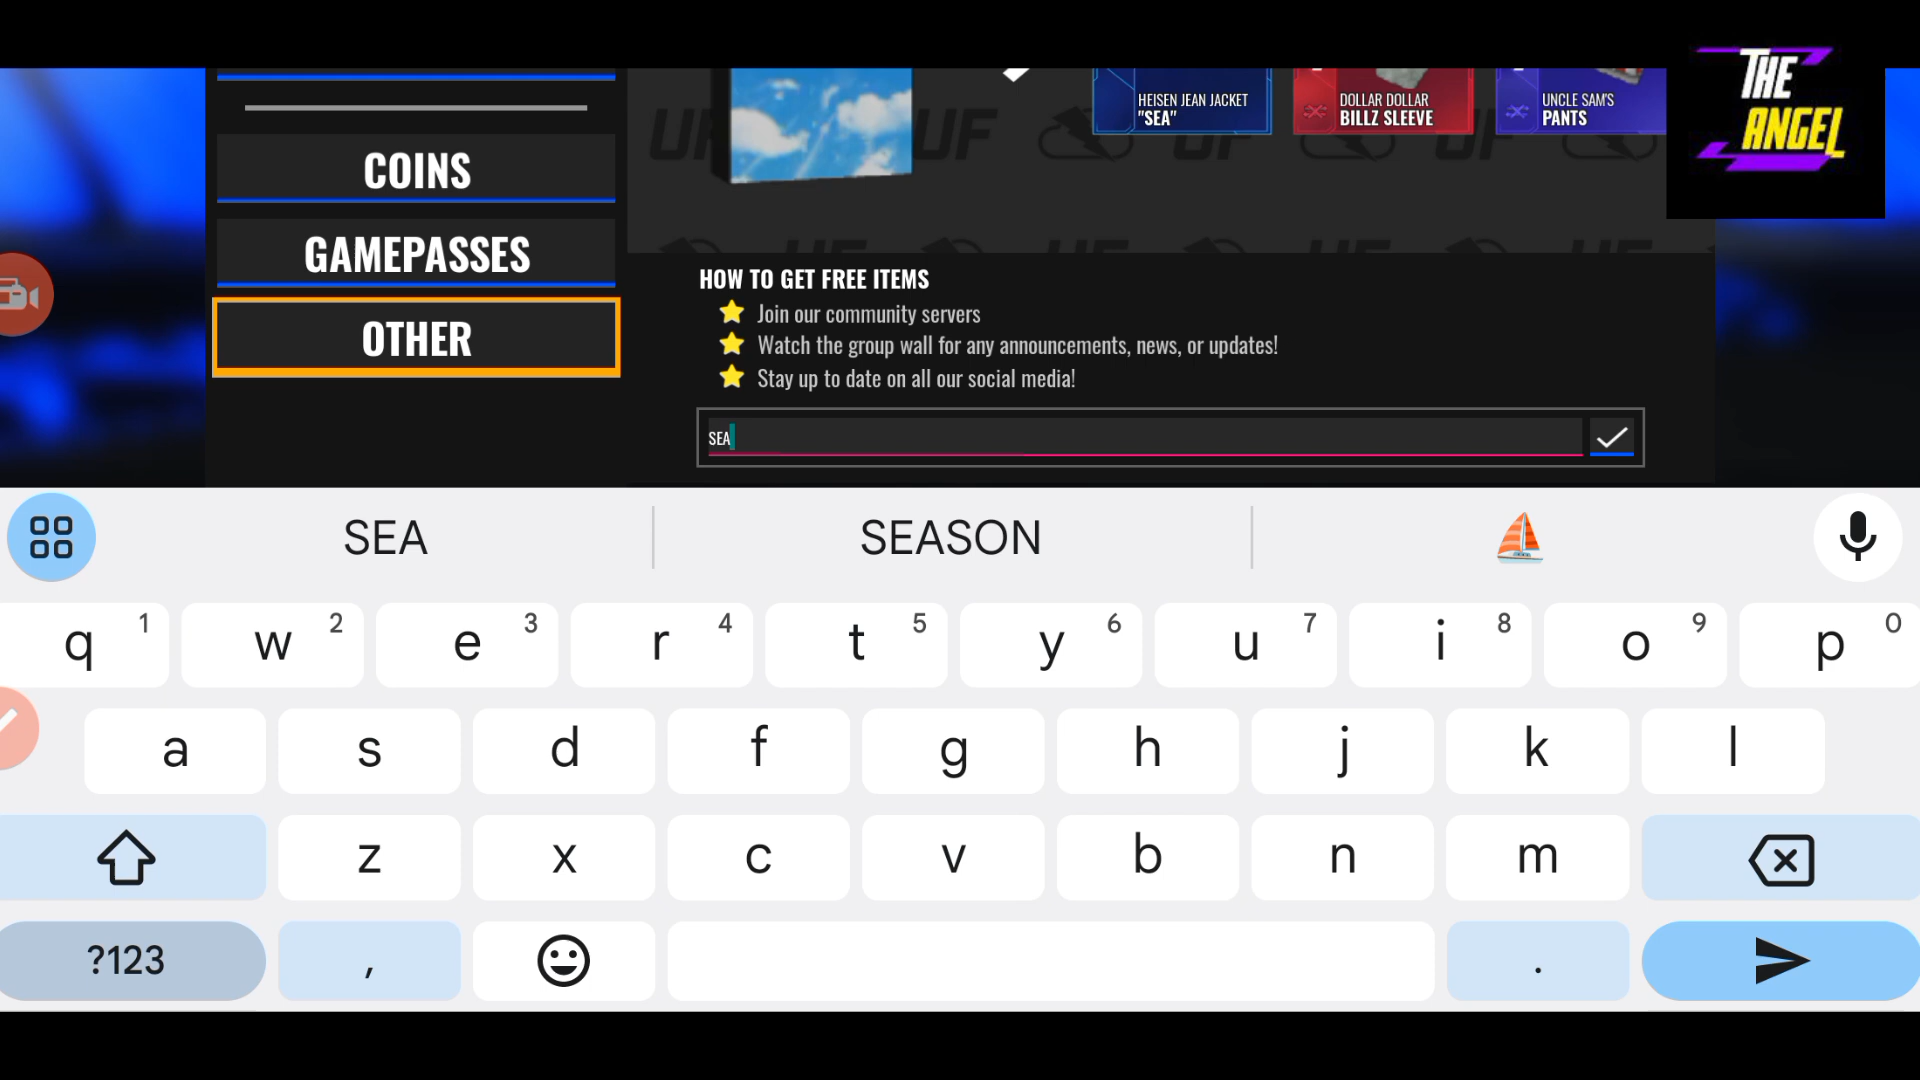 THE
ANGEL
HEISEN JEAN JACKET
"SEA"
DOLLAR DOLLAR
BILLZ SLEEVE
UNCLE SAM'S
PANTS
UF UF UF
COINS
GAMEPASSES
OTHER
HOW TO GET FREE ITEMS
Join our community servers
Watch the group wall for any announcements, news, or updates!
Stay up to date on all our social media!
SEA
SEA SEASON
q 1 w 2 e 3 r 4 t 5 y 6 u 7 i 8 o 9 p 0
a s d f g h j k l
z x c v b n m
?123 , .